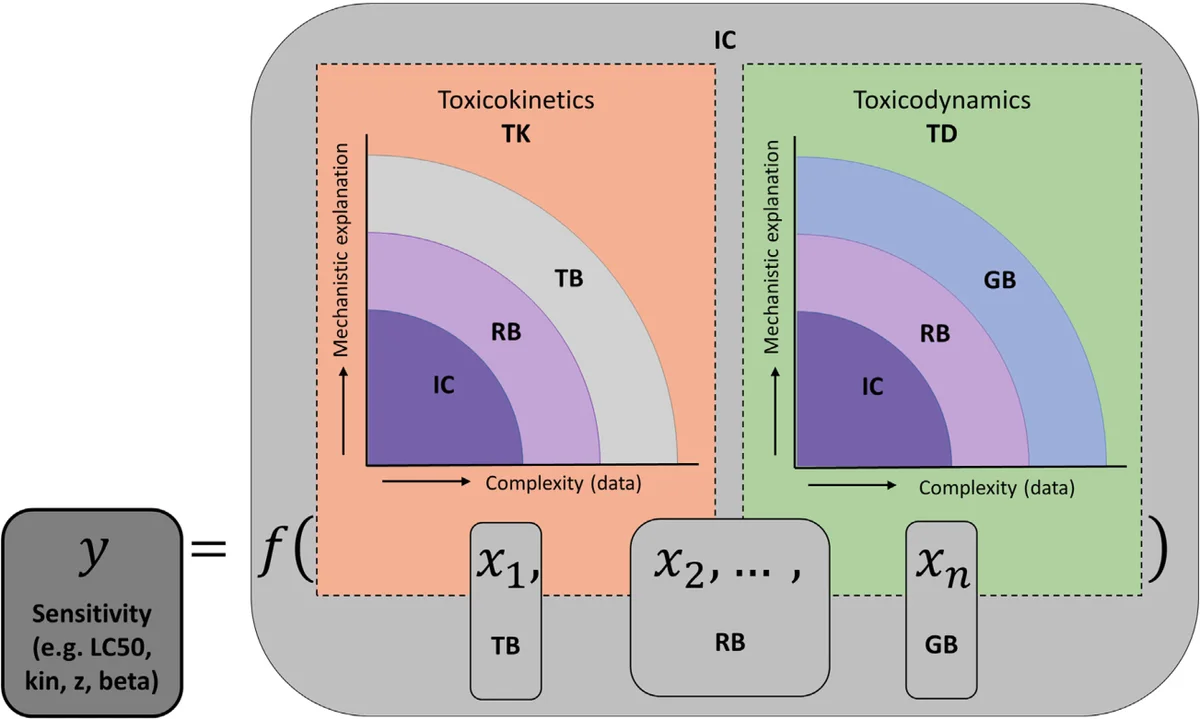 IC
Toxicokinetics
TK
Mechanistic explanation
TB
RB
IC
Complexity (data)
Toxicodynamics
TD
Mechanistic explanation
GB
RB
IC
Complexity (data)
y = f( x₁, x₂, ... , xₙ )
Sensitivity
(e.g. LC50,
kin, z, beta)
TB
RB
GB